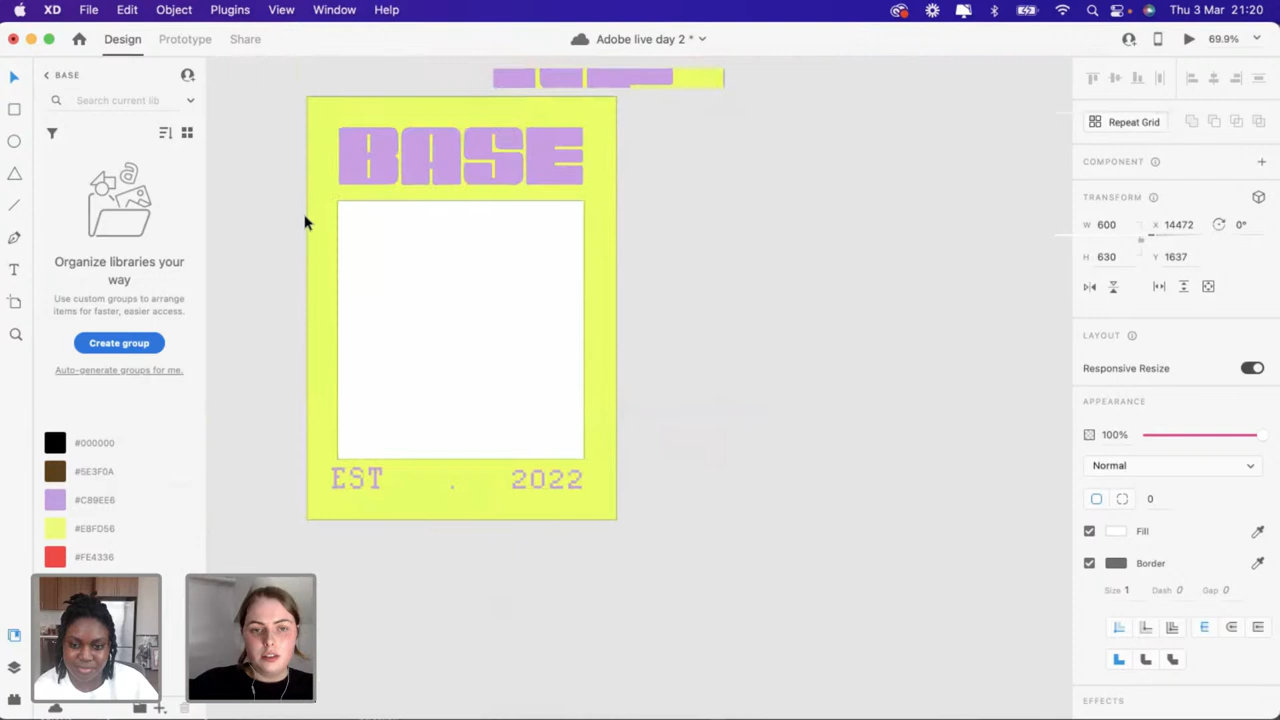 XD File Edit Object Plugins View Window Help Thu 3 Mar 21:20
Design Prototype Share Adobe live day 2 * 69.9%
BASE
Search current lib
Organize libraries your
way
Use custom groups to arrange
items for faster, easier access.
Create group
Auto-generate groups for me.
#000000
#5E3F0A
#C89EE6
#E8FD56
#FE4336
BASE
EST . 2022
Repeat Grid
COMPONENT
TRANSFORM
W 600 X 14472 0°
H 630 Y 1637
LAYOUT
Responsive Resize
APPEARANCE
100%
Normal
0
Fill
Border
Size 1 Dash 0 Gap 0
EFFECTS